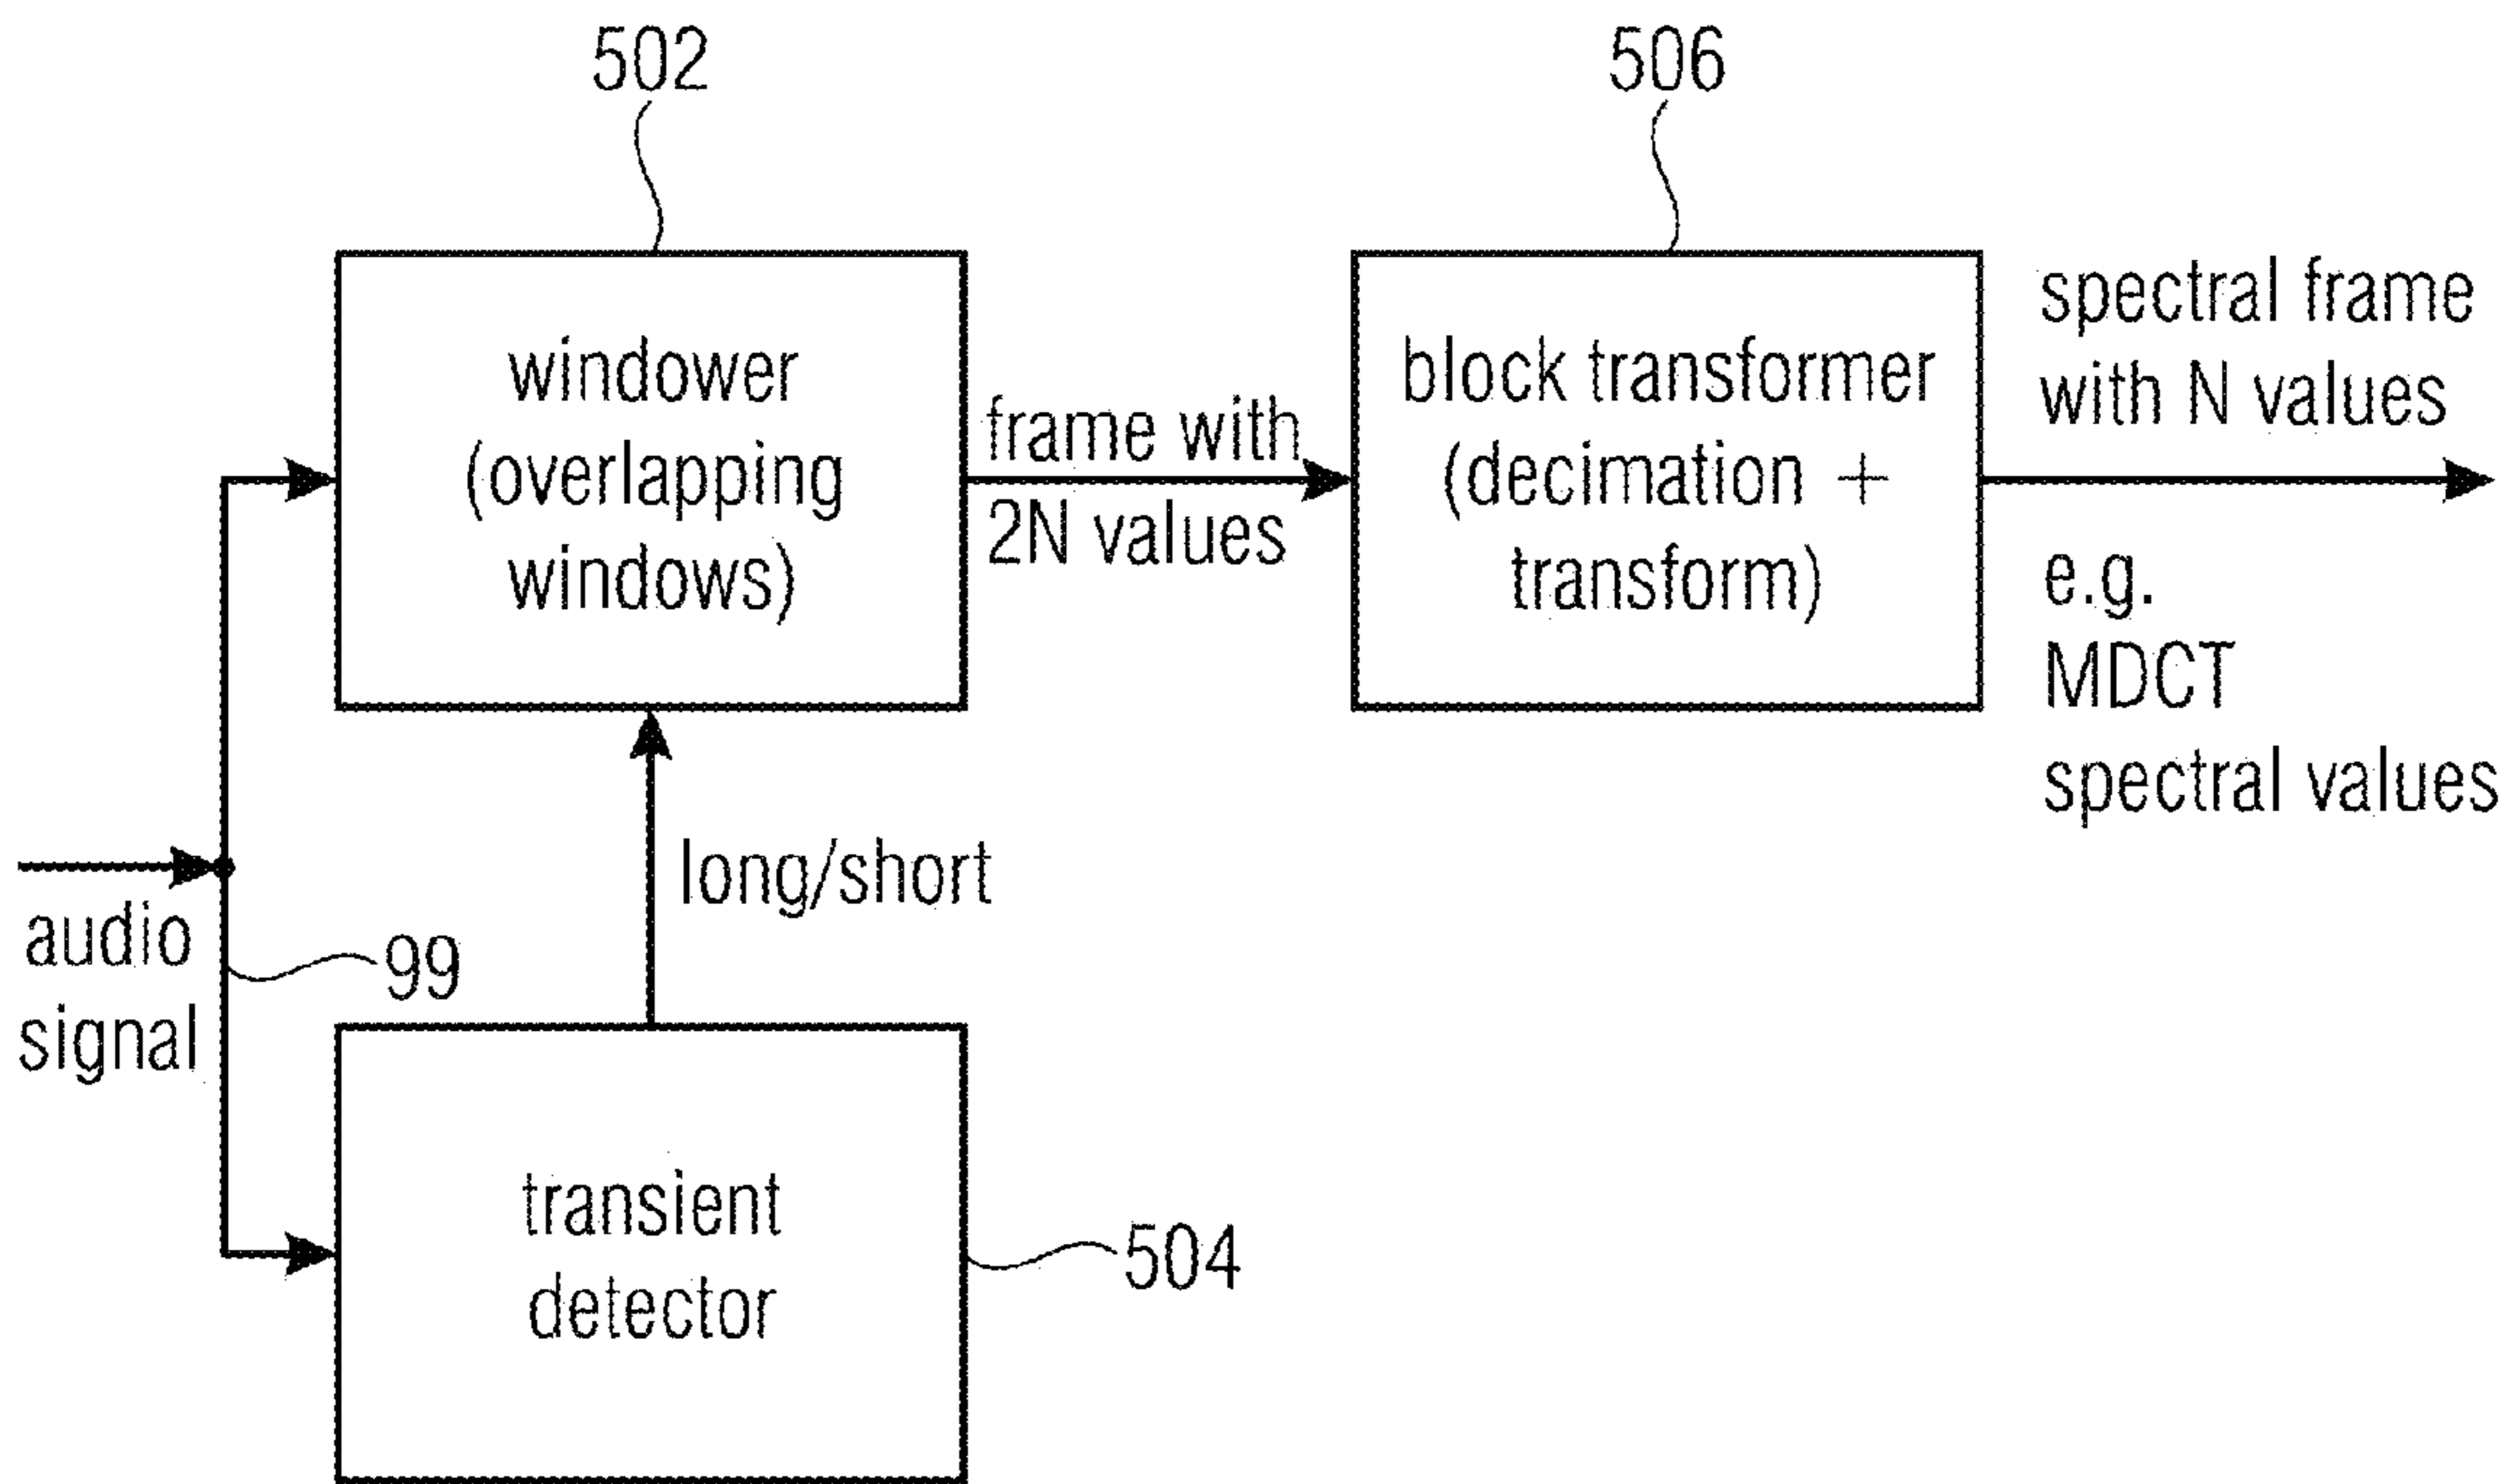 502
506
windower
(overlapping
windows)
frame with
2N values
block transformer
(decimation +
transform)
spectral frame
with N values
e.g.
MDCT
spectral values
long/short
audio
signal
99
transient
detector
504